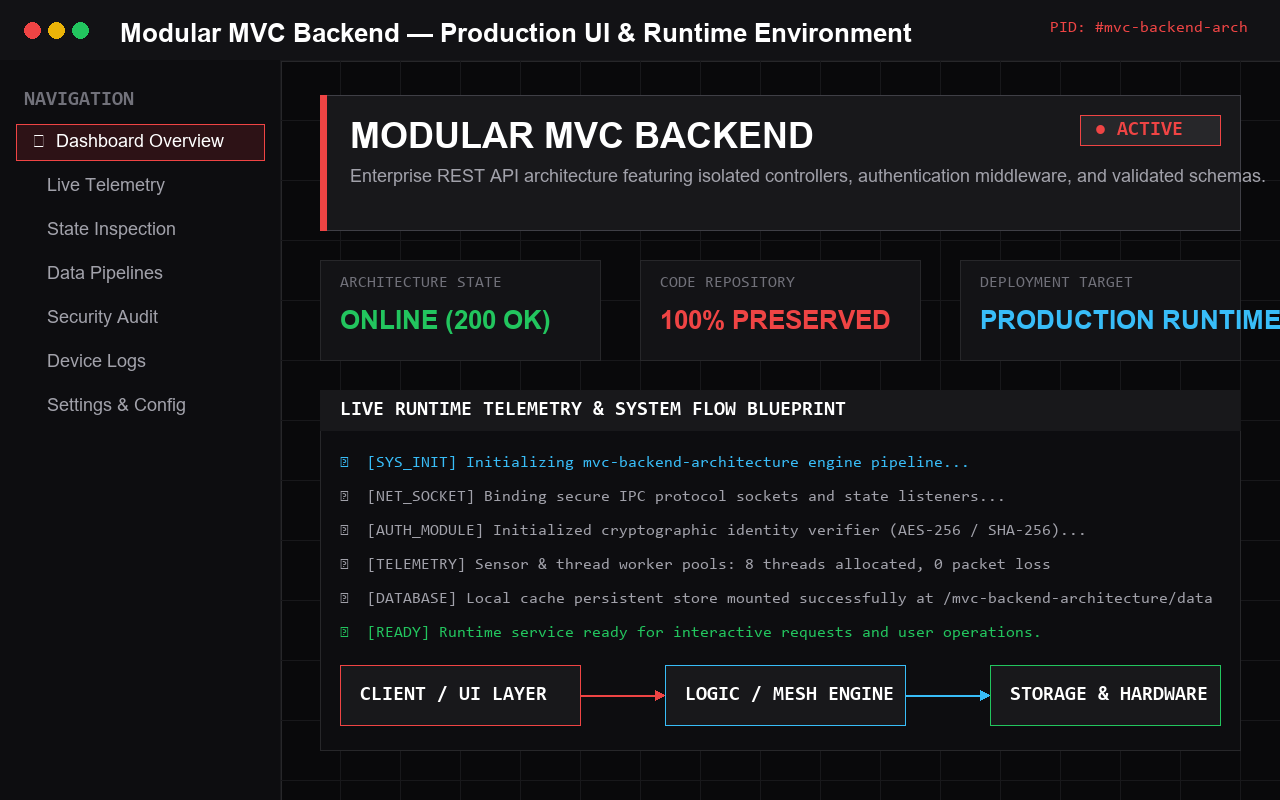 Modular MVC Backend — Production UI & Runtime Environment
PID: #mvc-backend-arch
NAVIGATION
Dashboard Overview
Live Telemetry
State Inspection
Data Pipelines
Security Audit
Device Logs
Settings & Config
MODULAR MVC BACKEND
● ACTIVE
Enterprise REST API architecture featuring isolated controllers, authentication middleware, and validated schemas.
ARCHITECTURE STATE
ONLINE (200 OK)
CODE REPOSITORY
100% PRESERVED
DEPLOYMENT TARGET
PRODUCTION RUNTIME
LIVE RUNTIME TELEMETRY & SYSTEM FLOW BLUEPRINT
[SYS_INIT] Initializing mvc-backend-architecture engine pipeline...
[NET_SOCKET] Binding secure IPC protocol sockets and state listeners...
[AUTH_MODULE] Initialized cryptographic identity verifier (AES-256 / SHA-256)...
[TELEMETRY] Sensor & thread worker pools: 8 threads allocated, 0 packet loss
[DATABASE] Local cache persistent store mounted successfully at /mvc-backend-architecture/data
[READY] Runtime service ready for interactive requests and user operations.
CLIENT / UI LAYER
LOGIC / MESH ENGINE
STORAGE & HARDWARE